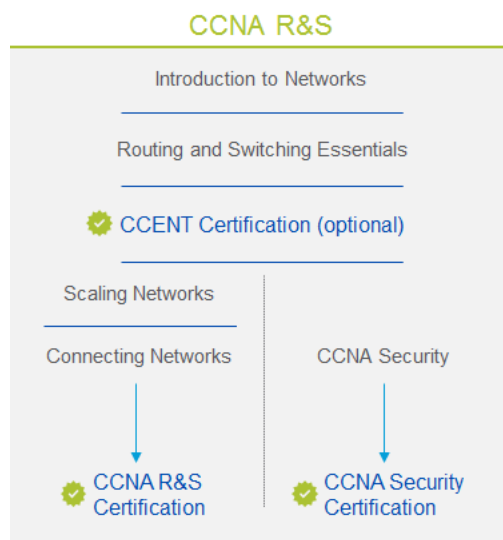 CCNA R&S
Introduction to Networks
Routing and Switching Essentials
CCENT Certification (optional)
Scaling Networks
Connecting Networks
CCNA R&S
Certification
CCNA Security
CCNA Security
Certification